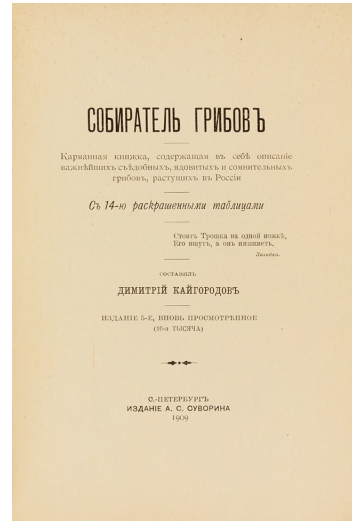 СОБИРАТЕЛЬ ГРИБОВЪ
Карманная книжка, содержащая въ себѣ описаніе
важнѣйшихъ съѣдобныхъ, ядовитыхъ и сомнительныхъ
грибовъ, растущихъ въ Россіи
Съ 14-ю раскрашенными таблицами
Стоитъ Трошка на одной ножкѣ,
Его ищутъ, а онъ нишкнетъ.
Загадка.
СОСТАВИЛЪ
ДИМИТРІЙ КАЙГОРОДОВЪ
ИЗДАНІЕ 5-Е, ВНОВЬ ПРОСМОТРѢННОЕ
(10-я ТЫСЯЧА)
С.-ПЕТЕРБУРГЪ
ИЗДАНІЕ А. С. СУВОРИНА
1909